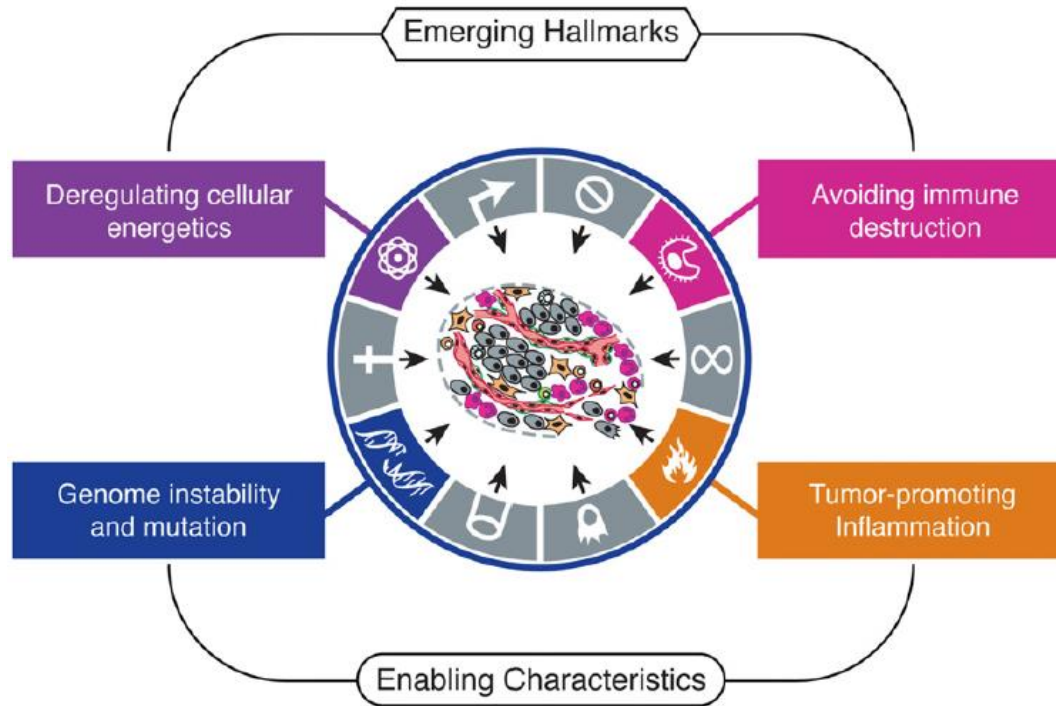 Emerging Hallmarks
Deregulating cellular
energetics
Avoiding immune
destruction
Genome instability
and mutation
Tumor-promoting
Inflammation
Enabling Characteristics